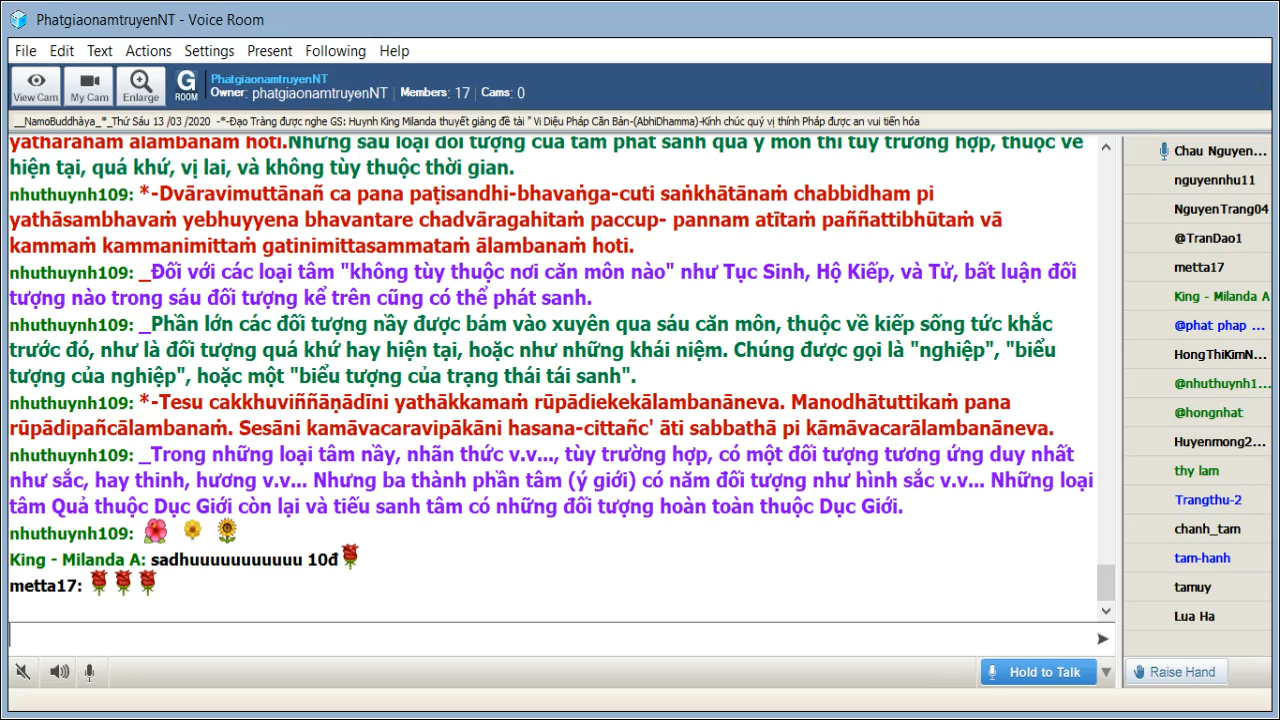 PhatgiaonamtruyenNT - Voice Room
File Edit Text Actions Settings Present Following Help
View Cam
My Cam
Enlarge
G
ROOM
PhatgiaonamtruyenNT
Owner: phatgiaonamtruyenNT Members: 17 Cams: 0
__NamoBuddhàya_*_Thứ Sáu 13 /03 /2020 -*-Đạo Tràng được nghe GS: Huynh King Milanda thuyết giảng đề tài " Vi Diệu Pháp Căn Bản-(AbhiDhamma)-Kính chúc quý vị thính Pháp được an vui tiến hóa
yathārahaṁ ālambanaṁ hoti.Những sáu loại đối tượng của tâm phát sanh qua ý môn thì tùy trường hợp, thuộc về
hiện tại, quá khứ, vị lai, và không tùy thuộc thời gian.
nhuthuynh109: *-Dvāravimuttānañ ca pana paṭisandhi-bhavaṅga-cuti saṅkhātānaṁ chabbidham pi
yathāsambhavaṁ yebhuyyena bhavantare chadvāragahitaṁ paccup- pannam atītaṁ paññattibhūtaṁ vā
kammaṁ kammanimittaṁ gatinimittasammataṁ ālambanaṁ hoti.
nhuthuynh109: _Đối với các loại tâm "không tùy thuộc nơi căn môn nào" như Tục Sinh, Hộ Kiếp, và Tử, bất luận đối
tượng nào trong sáu đối tượng kể trên cũng có thể phát sanh.
nhuthuynh109: _Phần lớn các đối tượng nầy được bám vào xuyên qua sáu căn môn, thuộc về kiếp sống tức khắc
trước đó, như là đối tượng quá khứ hay hiện tại, hoặc như những khái niệm. Chúng được gọi là "nghiệp", "biểu
tượng của nghiệp", hoặc một "biểu tượng của trạng thái tái sanh".
nhuthuynh109: *-Tesu cakkhuviññāṇādīni yathākkamaṁ rūpādiekekālambanāneva. Manodhātuttikaṁ pana
rūpādipañcālambanaṁ. Sesāni kamāvacaravipākāni hasana-cittañc' āti sabbathā pi kāmāvacarālambanāneva.
nhuthuynh109: _Trong những loại tâm nầy, nhãn thức v.v..., tùy trường hợp, có một đối tượng tương ứng duy nhất
như sắc, hay thinh, hương v.v... Nhưng ba thành phần tâm (ý giới) có năm đối tượng như hình sắc v.v... Những loại
tâm Quả thuộc Dục Giới còn lại và tiếu sanh tâm có những đối tượng hoàn toàn thuộc Dục Giới.
nhuthuynh109:
King - Milanda A: sadhuuuuuuuuuuu 10đ
metta17:
Chau Nguyen...
nguyennhu11
NguyenTrang04
@TranDao1
metta17
King - Milanda A
@phat phap ...
HongThiKimN...
@nhuthuynh1...
@hongnhat
Huyenmong2...
thy lam
Trangthu-2
chanh_tam
tam-hanh
tamuy
Lua Ha
Hold to Talk
Raise Hand